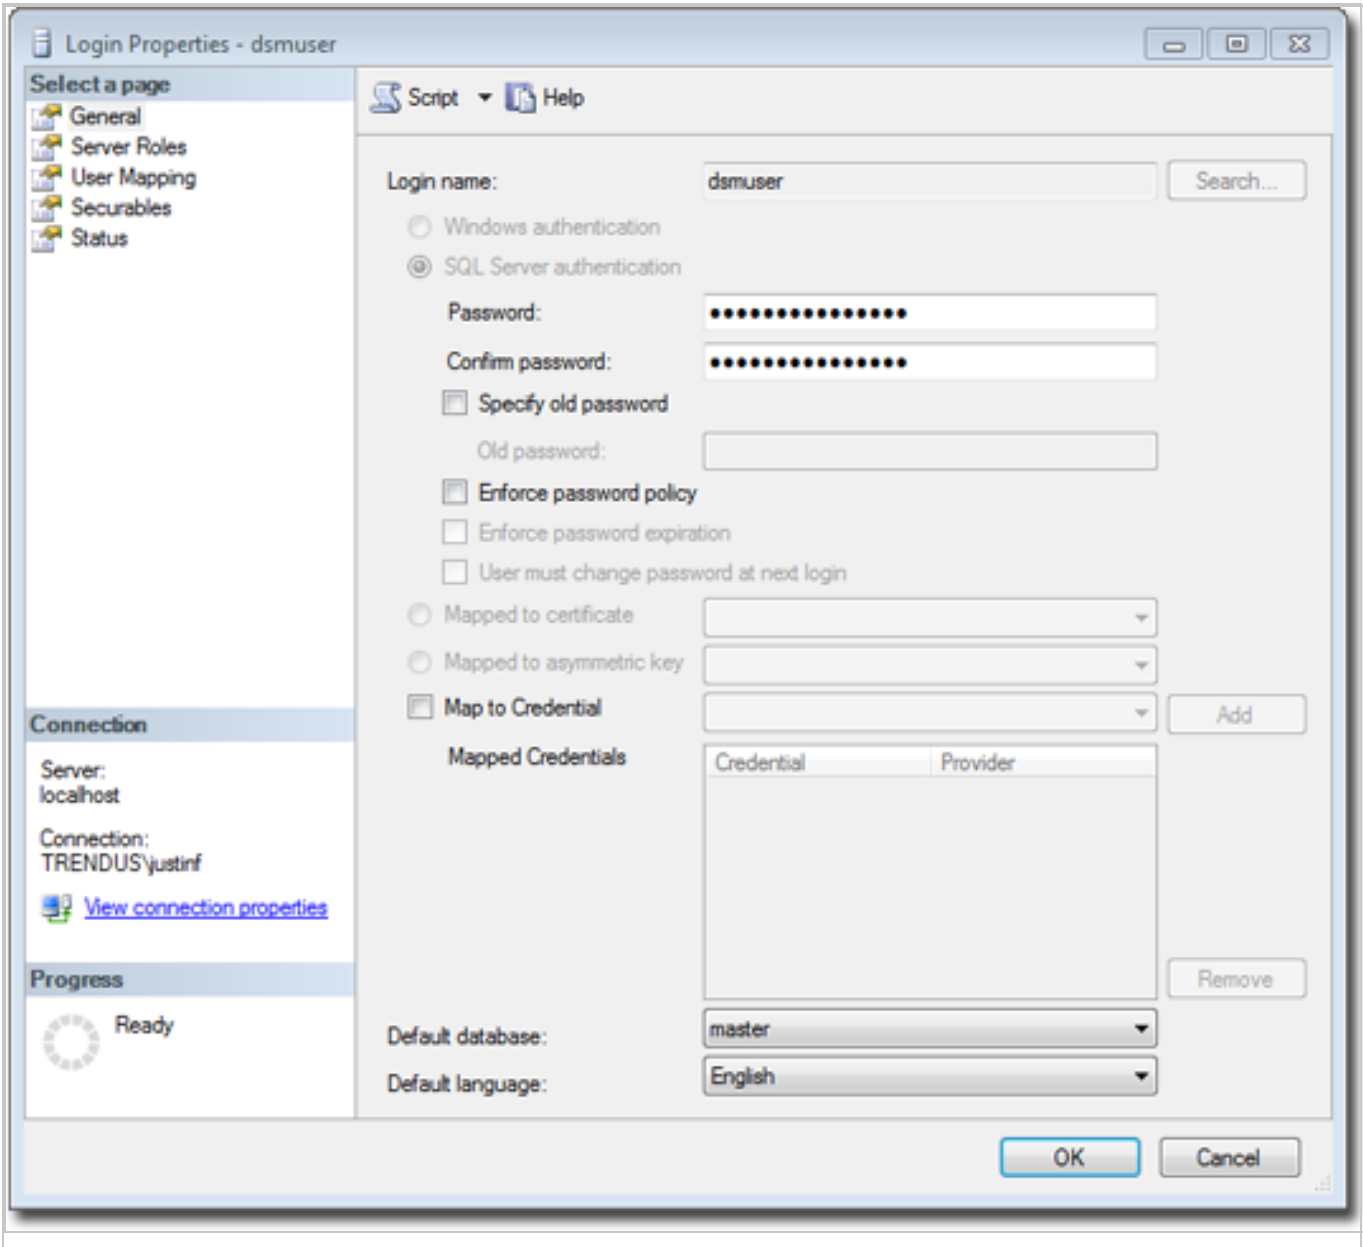 Login Properties - dsmuser
Select a page
General
Server Roles
User Mapping
Securables
Status
Connection
Server:
localhost
Connection:
TRENDUS\justinf
View connection properties
Progress
Ready
Script Help
Login name: dsmuser Search...
Windows authentication
SQL Server authentication
Password: ●●●●●●●●●●●●●●●
Confirm password: ●●●●●●●●●●●●●●●
Specify old password
Old password:
Enforce password policy
Enforce password expiration
User must change password at next login
Mapped to certificate
Mapped to asymmetric key
Map to Credential Add
Mapped Credentials Credential Provider
Remove
Default database: master
Default language: English
OK Cancel